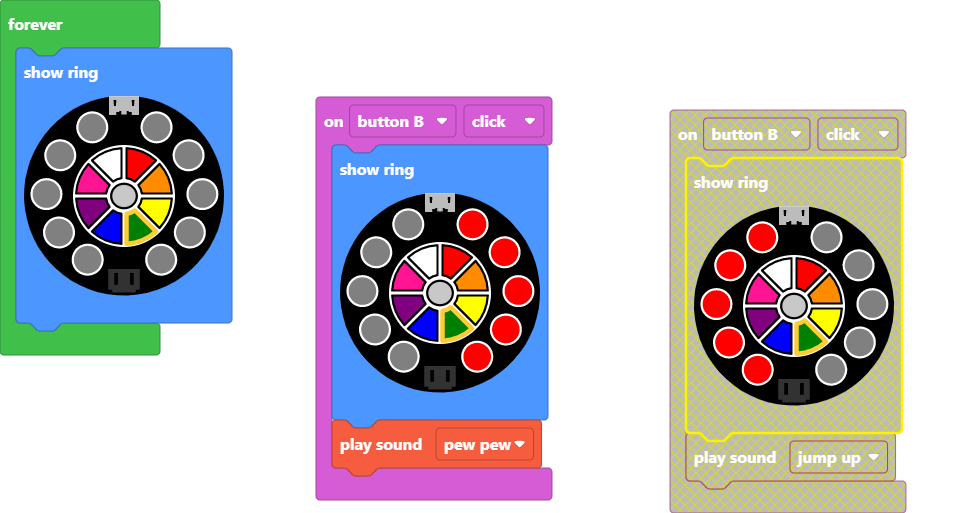 forever
show ring
on button B click
show ring
play sound pew pew
on button B click
show ring
play sound jump up